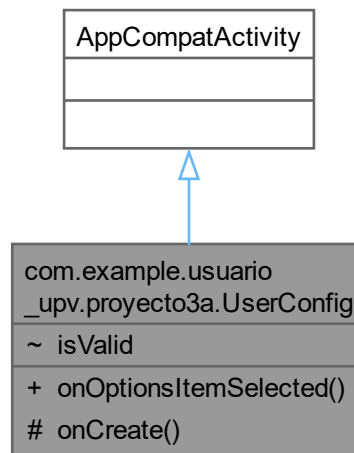 AppCompatActivity
com.example.usuario
_upv.proyecto3a.UserConfig
~ isValid
+ onOptionsItemSelected()
# onCreate()